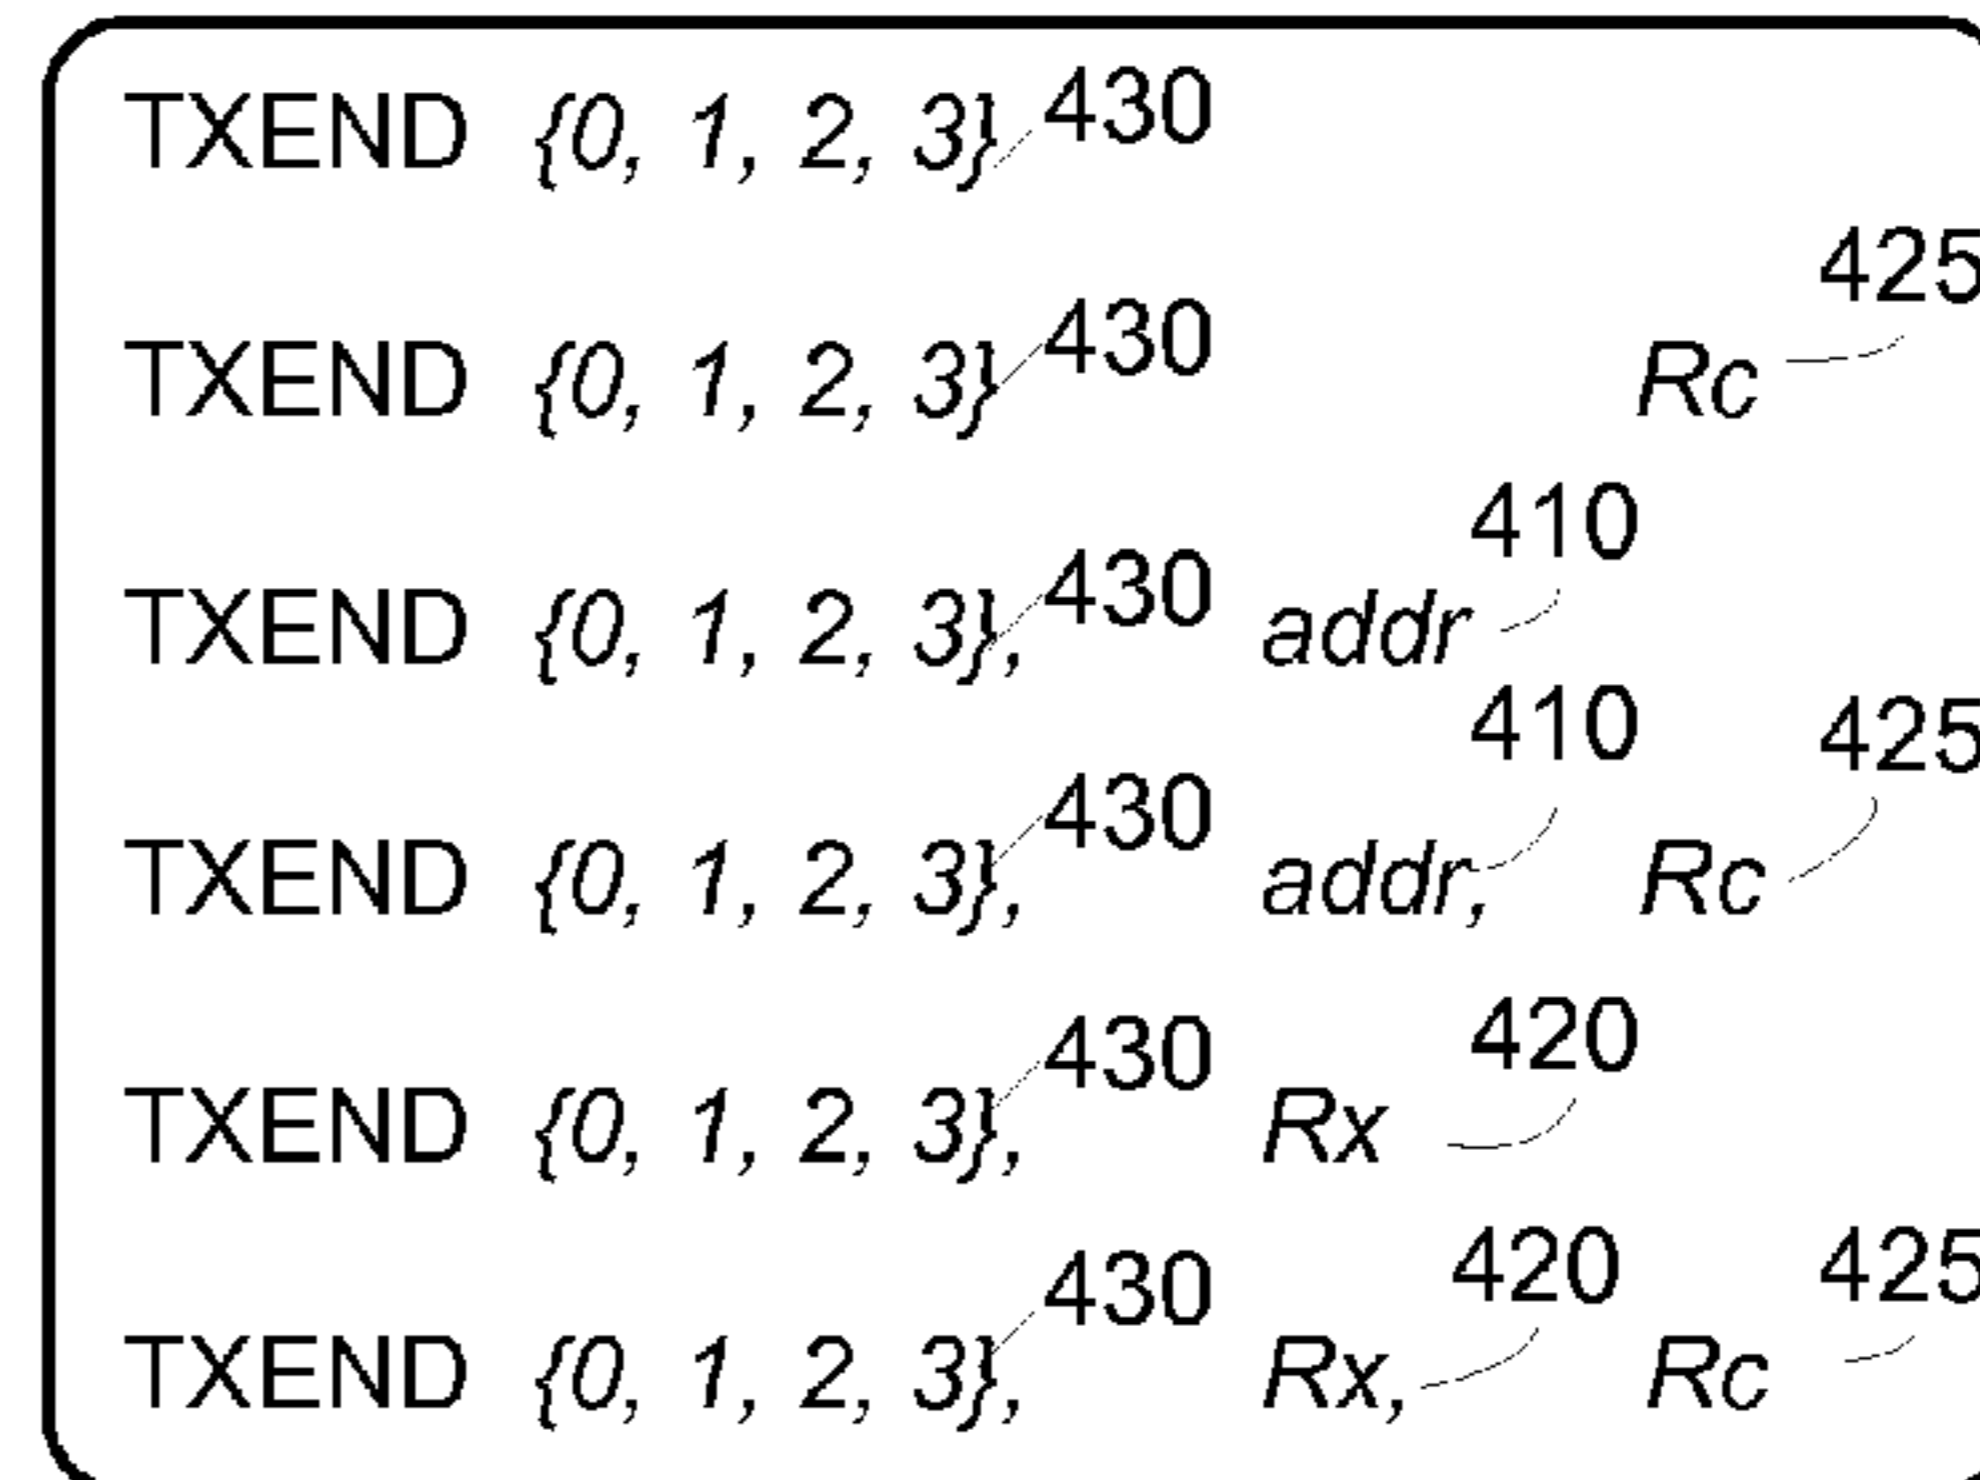 TXEND {0, 1, 2, 3} 430
425
TXEND {0, 1, 2, 3} 430 Rc
410
TXEND {0, 1, 2, 3}, 430 addr
410 425
TXEND {0, 1, 2, 3}, 430 addr, Rc
420
TXEND {0, 1, 2, 3}, 430 Rx
420 425
TXEND {0, 1, 2, 3}, 430 Rx, Rc